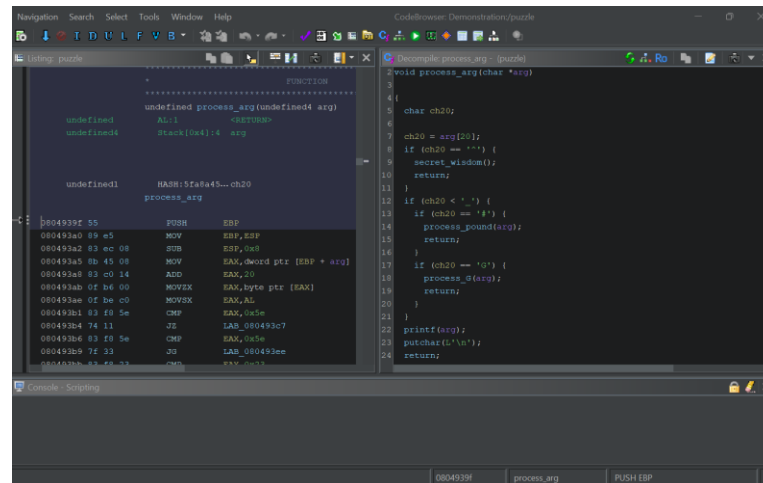 Navigation Search Select Tools Window Help
CodeBrowser: Demonstration:/puzzle
I D U L F V B
Listing: puzzle
* FUNCTION
undefined process_arg(undefined4 arg)
undefined AL:1 <RETURN>
undefined4 Stack[0x4]:4 arg
undefined1 HASH:5fa8a45... ch20
process_arg
0804939f 55 PUSH EBP
080493a0 89 e5 MOV EBP,ESP
080493a2 83 ec 08 SUB ESP,0x8
080493a5 8b 45 08 MOV EAX,dword ptr [EBP + arg]
080493a8 83 c0 14 ADD EAX,20
080493ab 0f b6 00 MOVZX EAX,byte ptr [EAX]
080493ae 0f be c0 MOVSX EAX,AL
080493b1 83 f8 5e CMP EAX,0x5e
080493b4 74 11 JZ LAB_080493c7
080493b6 83 f8 5e CMP EAX,0x5e
080493b9 7f 33 JG LAB_080493ee
080493bb 83 f8 23 CMP EAX,0x23
Decompile: process_arg - (puzzle)
Ro
2 void process_arg(char *arg)
3
4 {
5 char ch20;
6
7 ch20 = arg[20];
8 if (ch20 == '^') {
9 secret_wisdom();
10 return;
11 }
12 if (ch20 < '_') {
13 if (ch20 == '#') {
14 process_pound(arg);
15 return;
16 }
17 if (ch20 == 'G') {
18 process_G(arg);
19 return;
20 }
21 }
22 printf(arg);
23 putchar(L'\n');
24 return;
Console - Scripting
0804939f process_arg PUSH EBP